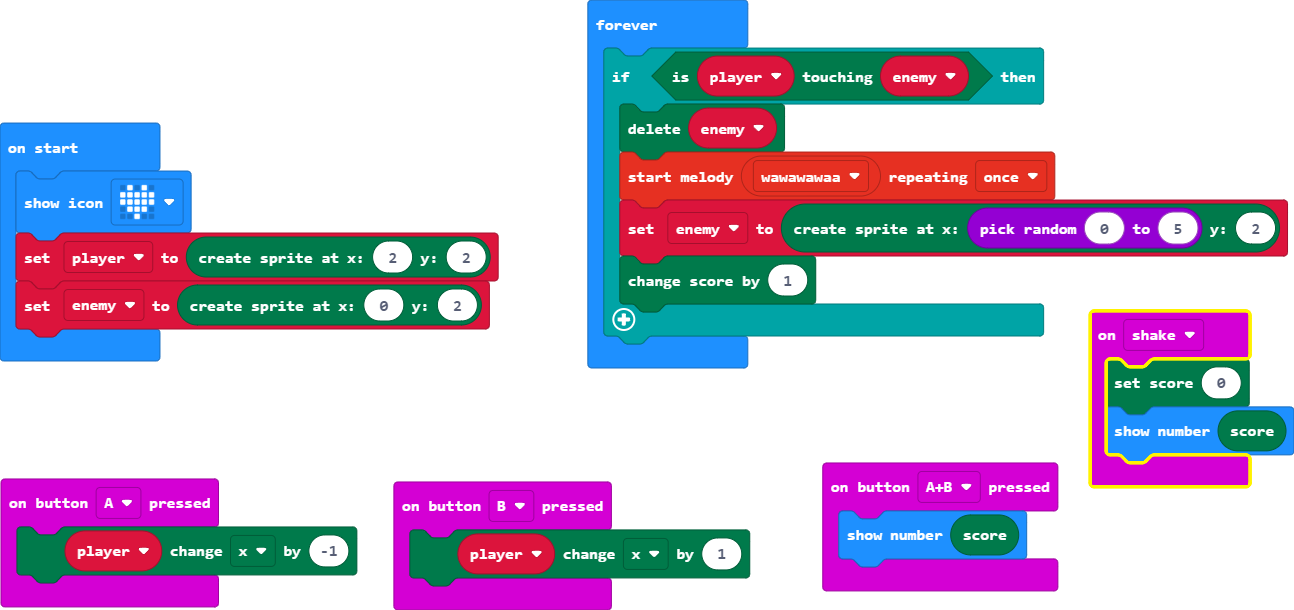 on start
show icon
set player to create sprite at x: 2 y: 2
set enemy to create sprite at x: 0 y: 2
forever
if is player touching enemy then
delete enemy
start melody wawawawaa repeating once
set enemy to create sprite at x: pick random 0 to 5 y: 2
change score by 1
on shake
set score 0
show number score
on button A pressed
player change x by -1
on button B pressed
player change x by 1
on button A+B pressed
show number score